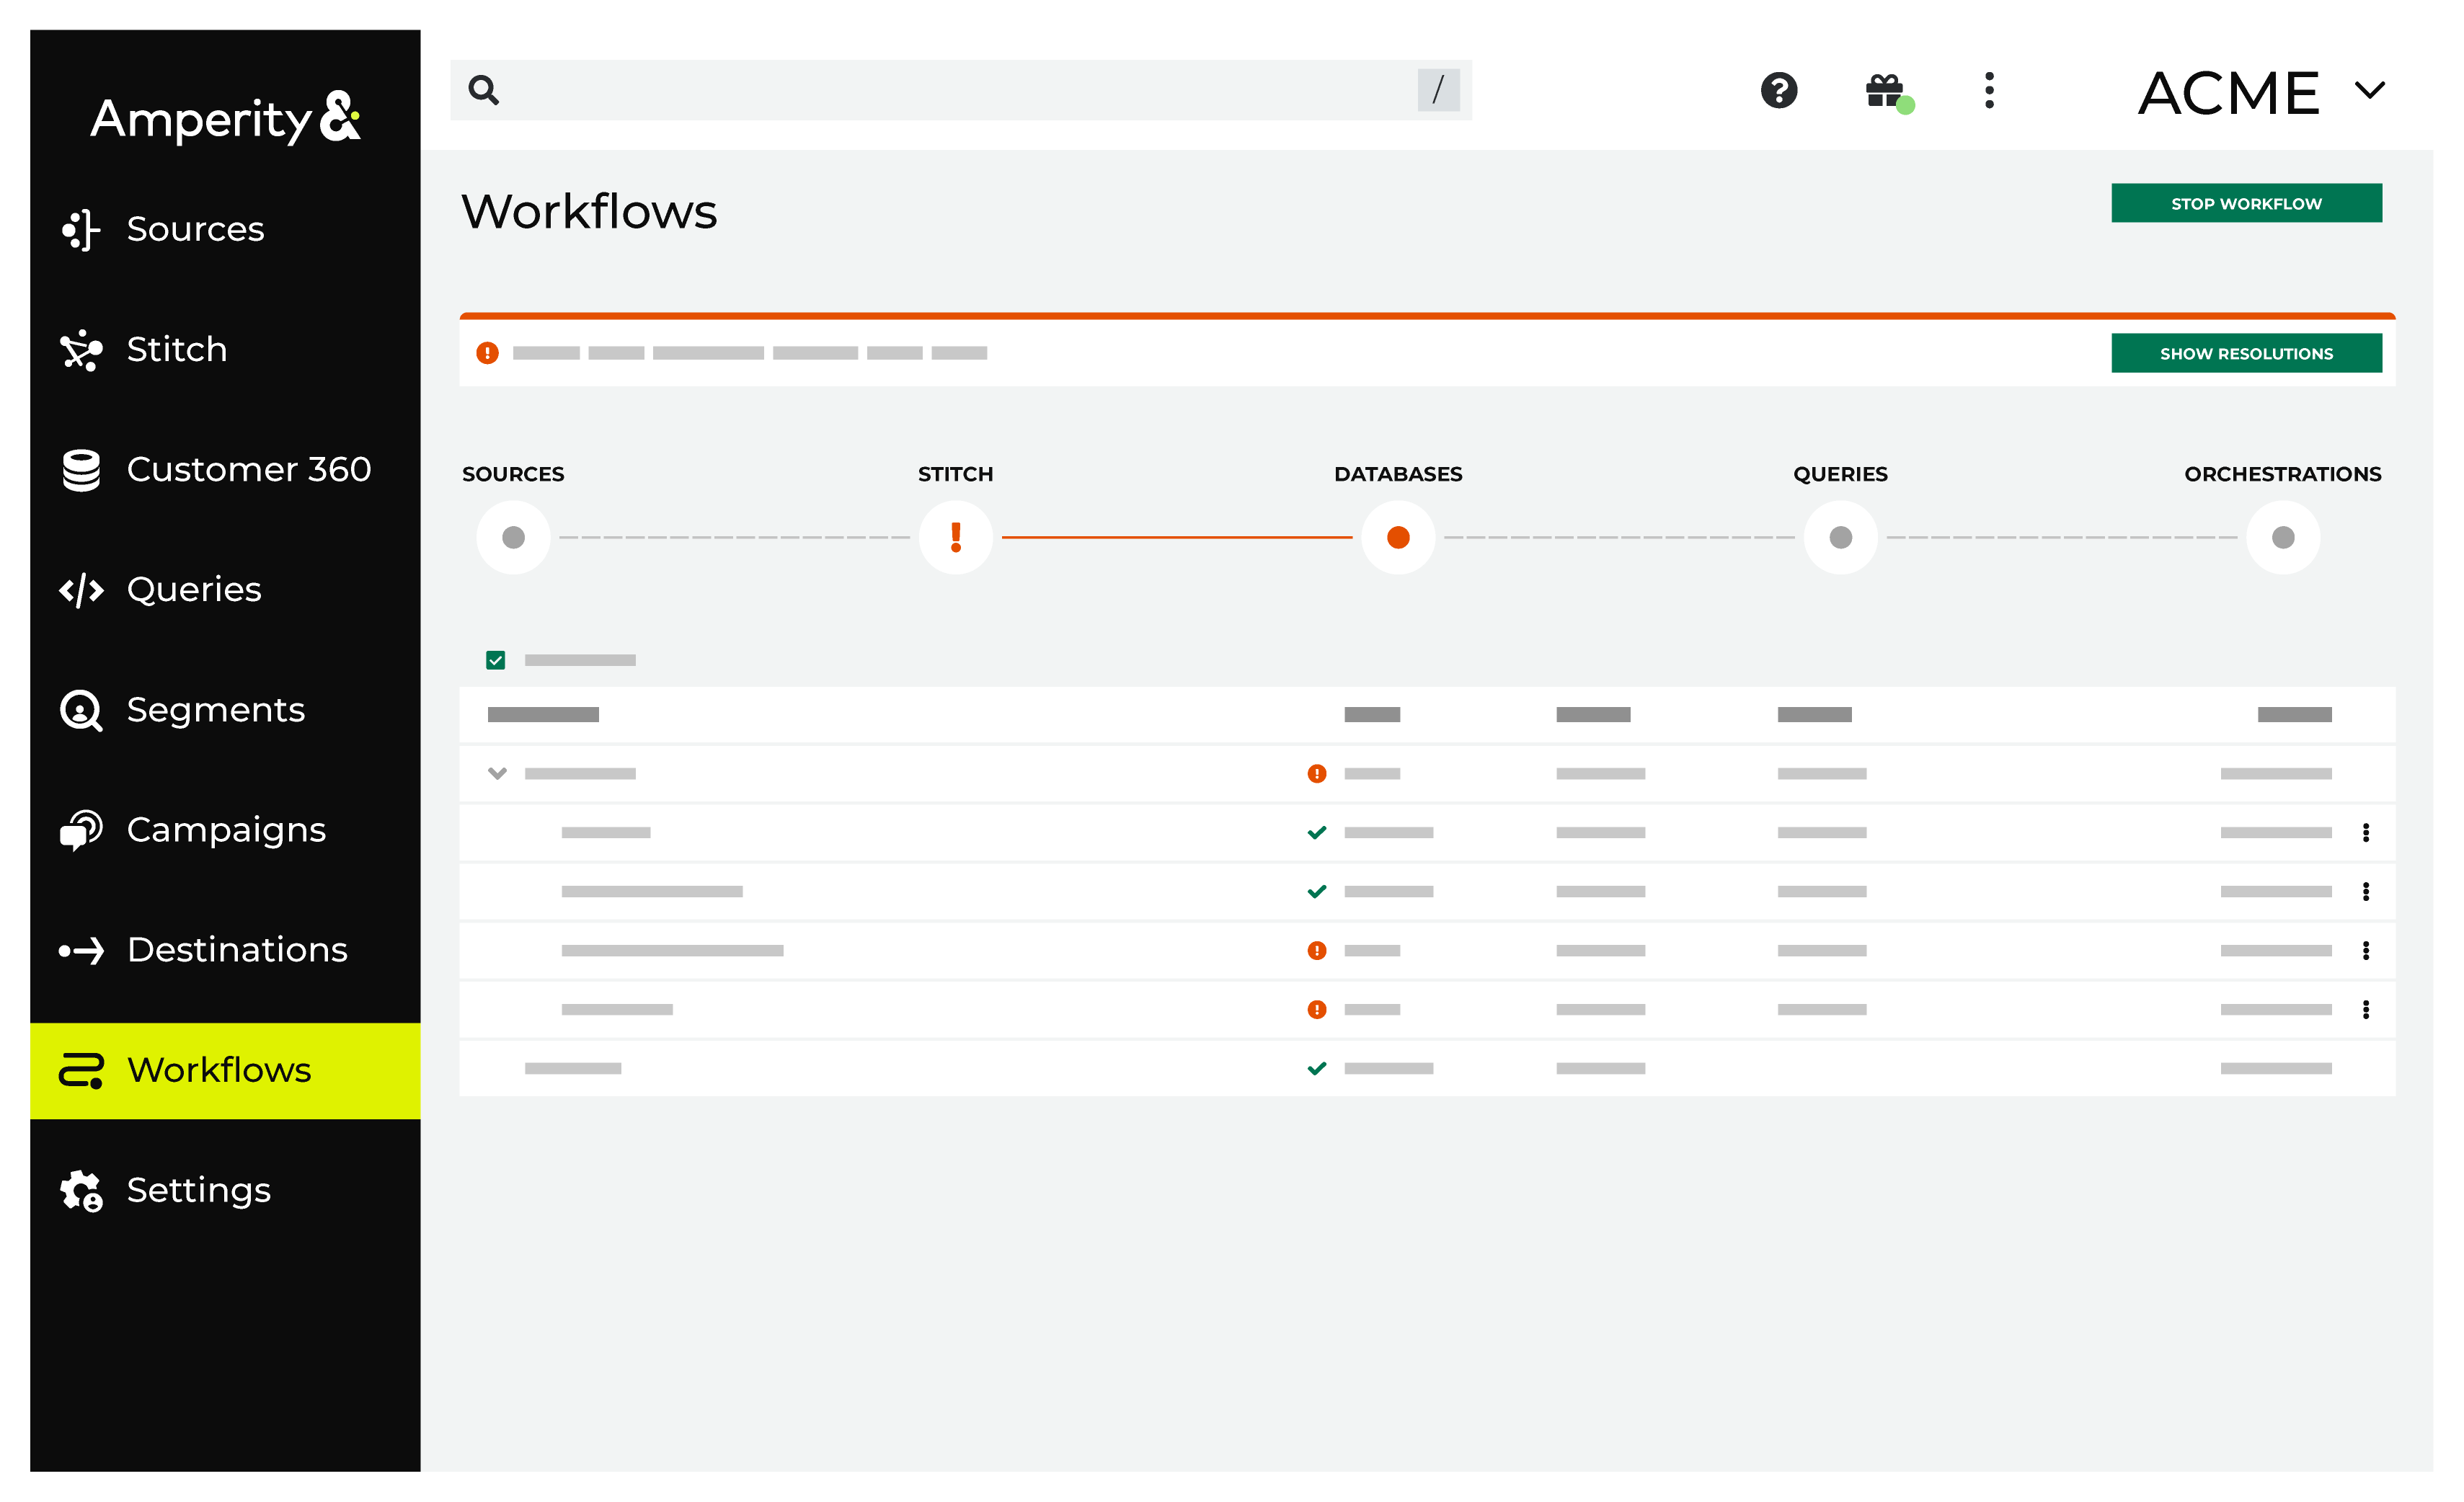 Amperity&
/
ACME
Sources
Stitch
Customer 360
Queries
Segments
Campaigns
Destinations
Workflows
Settings
Workflows
STOP WORKFLOW
SHOW RESOLUTIONS
SOURCES
STITCH
DATABASES
QUERIES
ORCHESTRATIONS